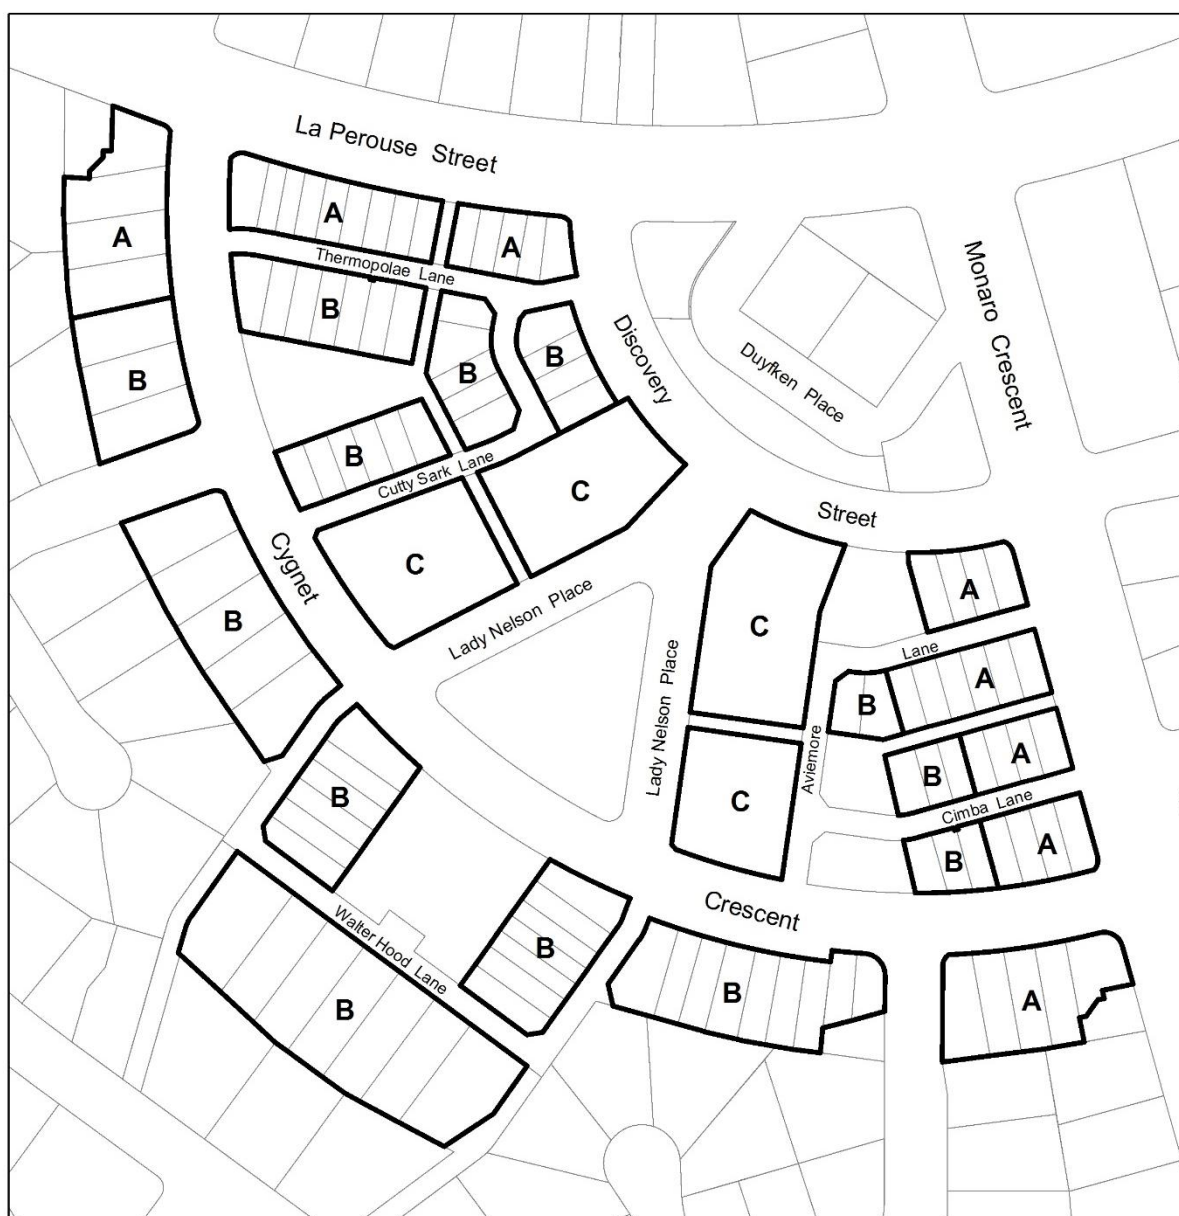 La Perouse Street
A
A
A
Thermopolae Lane
Monaro Crescent
B
B
B
B
Discovery
Duyfken Place
B
Cutty Sark Lane
C
C
Street
Cygnet
A
Lady Nelson Place
B
C
Lane
Lady Nelson Place
B
A
Aviemore
B
A
B
C
Cimba Lane
B
A
Crescent
Walter Hood Lane
B
B
B
A